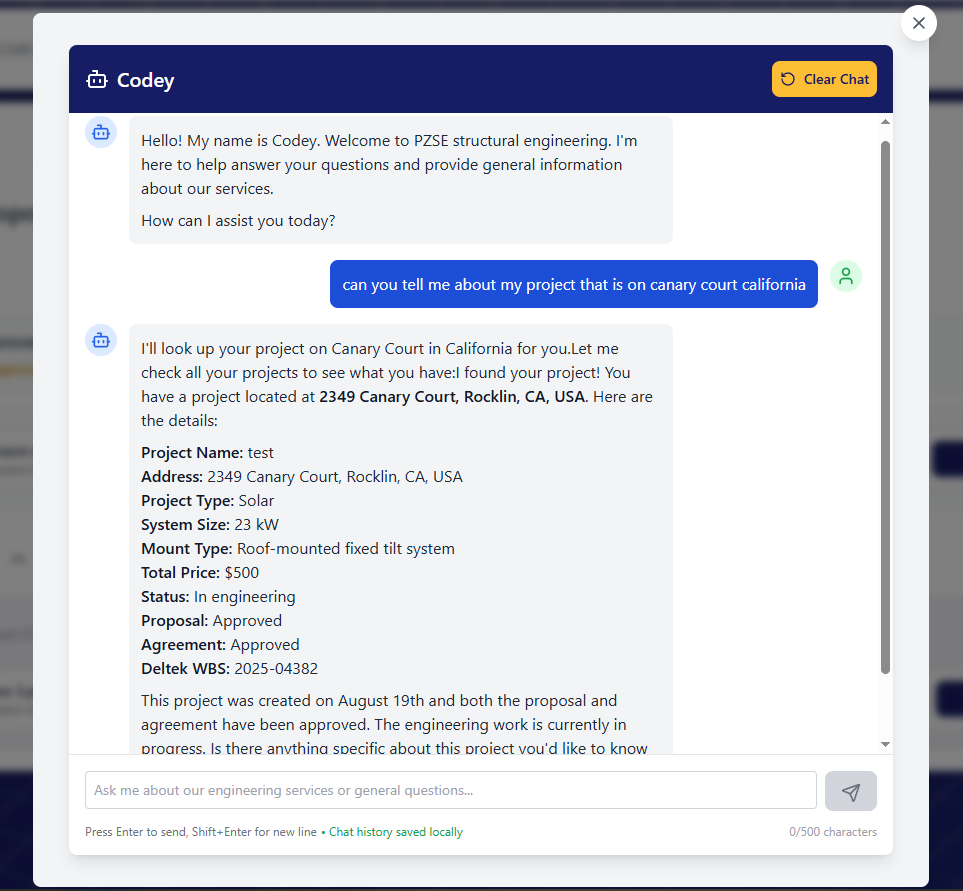 Codey
Clear Chat
Hello! My name is Codey. Welcome to PZSE structural engineering. I'm
here to help answer your questions and provide general information
about our services.
How can I assist you today?
can you tell me about my project that is on canary court california
I'll look up your project on Canary Court in California for you.Let me
check all your projects to see what you have:I found your project! You
have a project located at 2349 Canary Court, Rocklin, CA, USA. Here are
the details:
Project Name: test
Address: 2349 Canary Court, Rocklin, CA, USA
Project Type: Solar
System Size: 23 kW
Mount Type: Roof-mounted fixed tilt system
Total Price: $500
Status: In engineering
Proposal: Approved
Agreement: Approved
Deltek WBS: 2025-04382
This project was created on August 19th and both the proposal and
agreement have been approved. The engineering work is currently in
progress. Is there anything specific about this project you'd like to know
Ask me about our engineering services or general questions...
Press Enter to send, Shift+Enter for new line • Chat history saved locally
0/500 characters